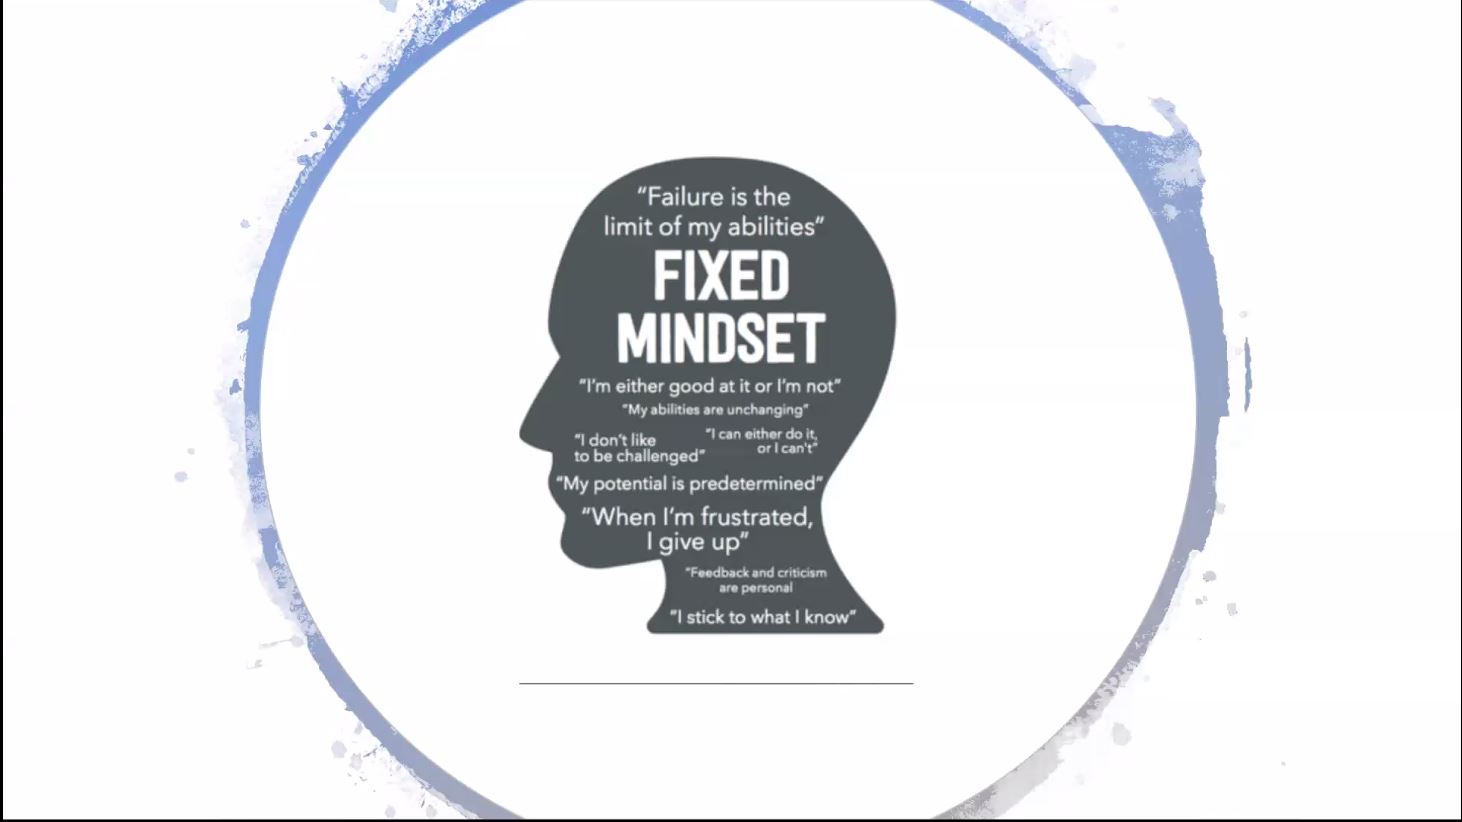 “Failure is the
limit of my abilities”
FIXED
MINDSET
“I’m either good at it or I’m not”
“My abilities are unchanging”
“I don’t like
to be challenged”
“I can either do it,
or I can't”
“My potential is predetermined”
“When I’m frustrated,
I give up”
“Feedback and criticism
are personal
“I stick to what I know”